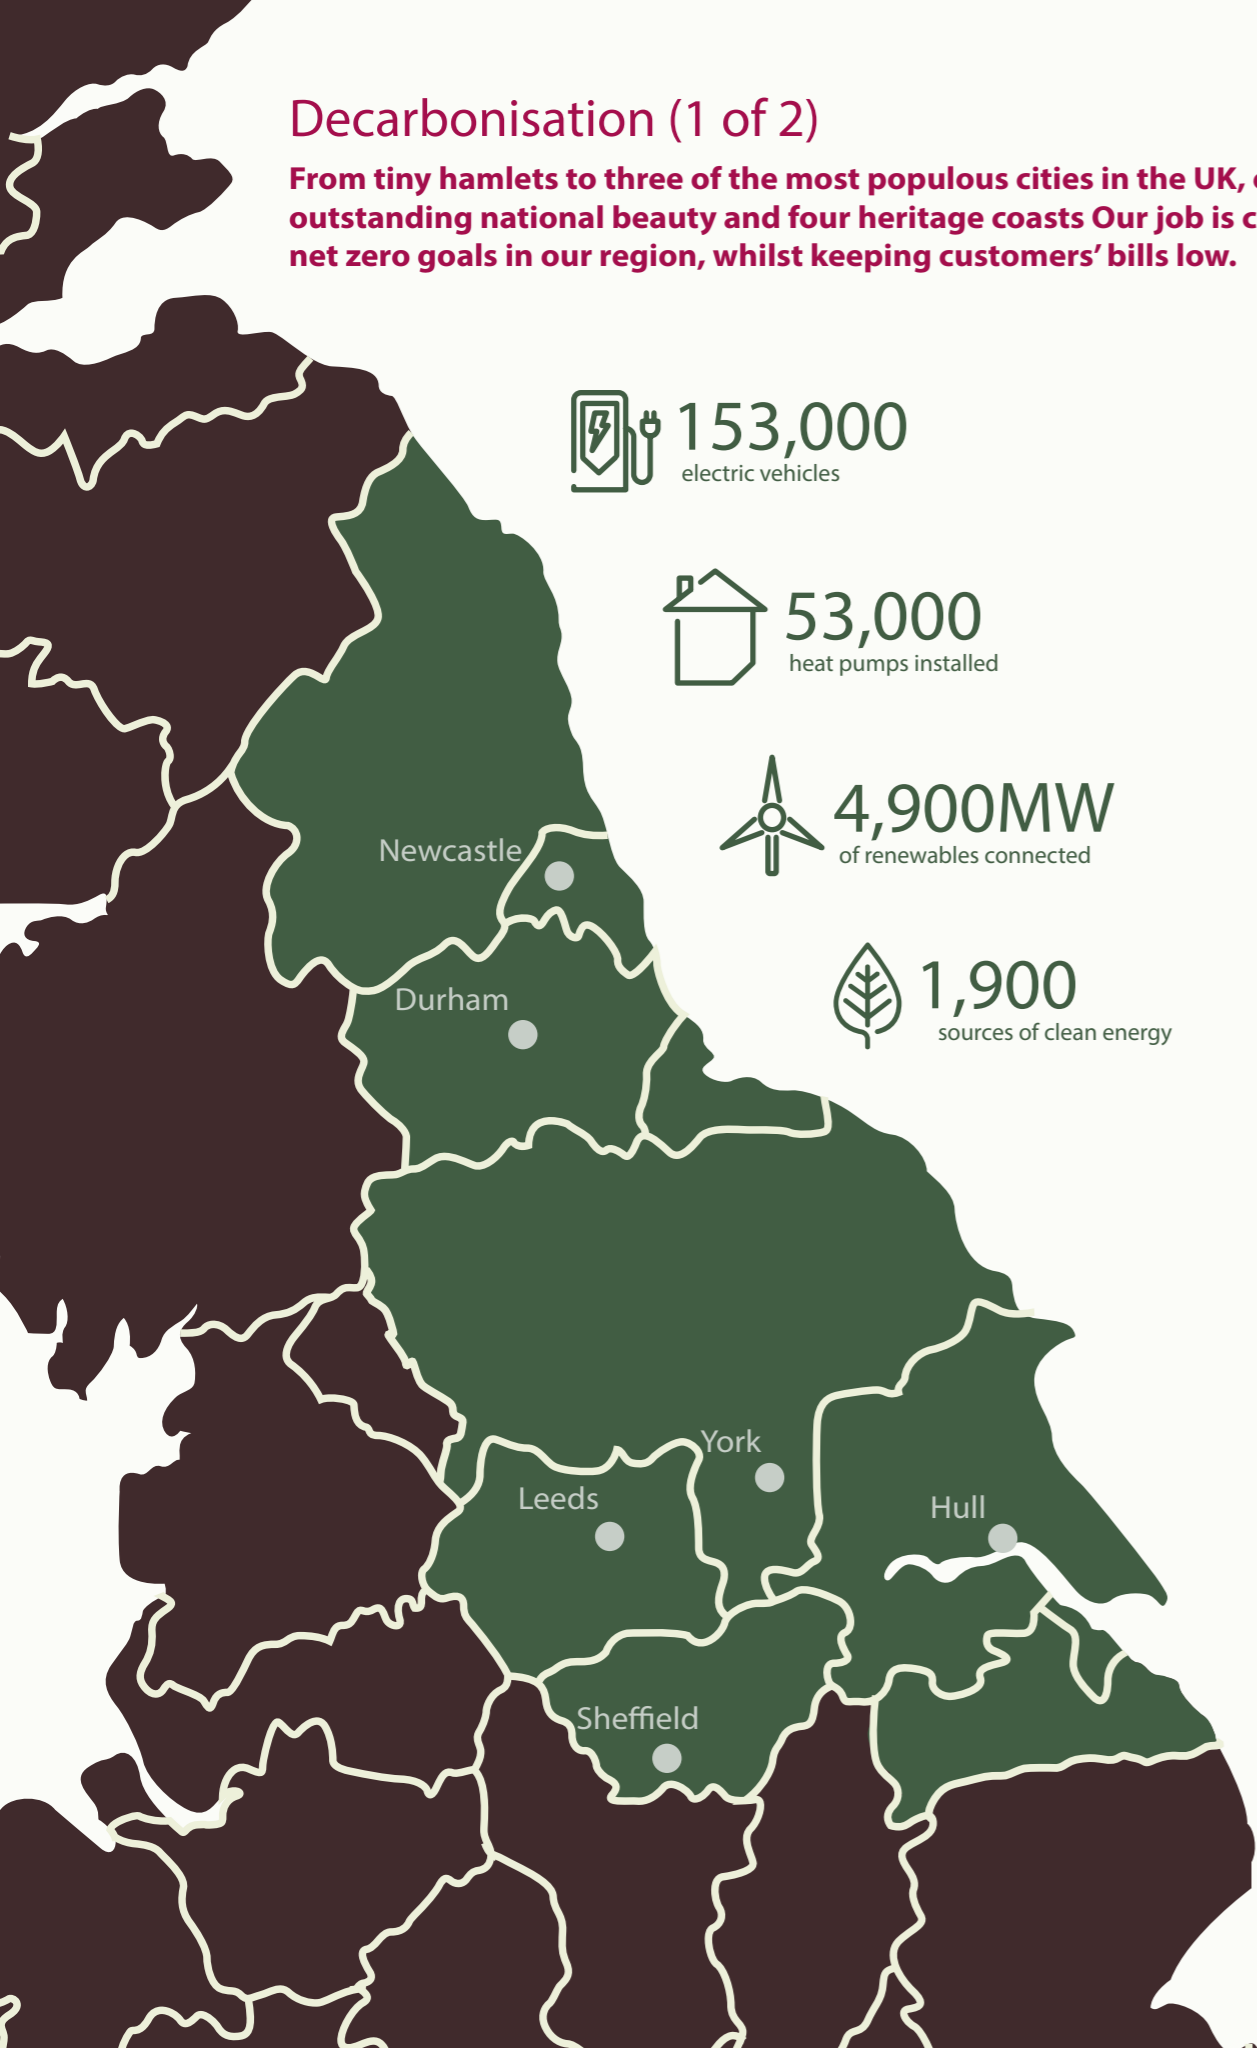 Decarbonisation (1 of 2)
From tiny hamlets to three of the most populous cities in the UK,
outstanding national beauty and four heritage coasts Our job is
net zero goals in our region, whilst keeping customers’ bills low.
153,000
electric vehicles
53,000
heat pumps installed
4,900MW
of renewables connected
Newcastle
1,900
sources of clean energy
Durham
York
Leeds
Hull
Sheffield